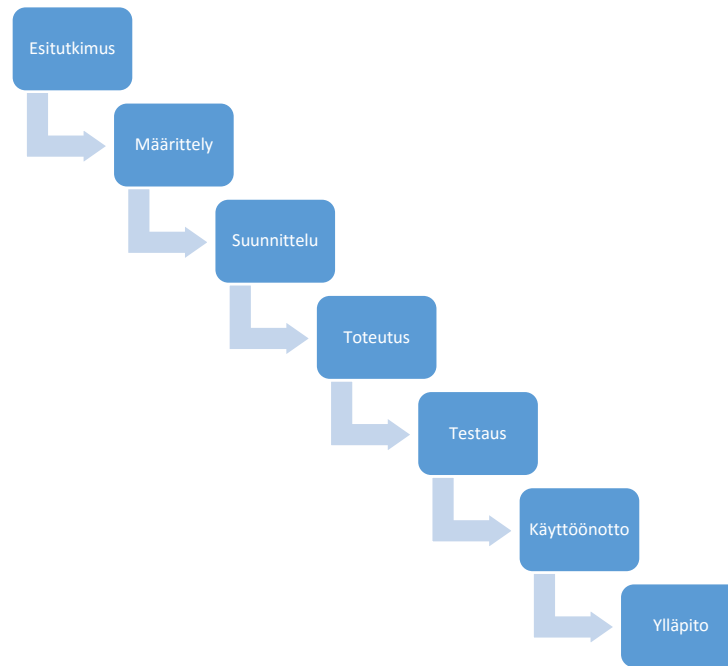 Esitutkimus
Määrittely
Suunnittelu
Toteutus
Testaus
Käyttöönotto
Ylläpito